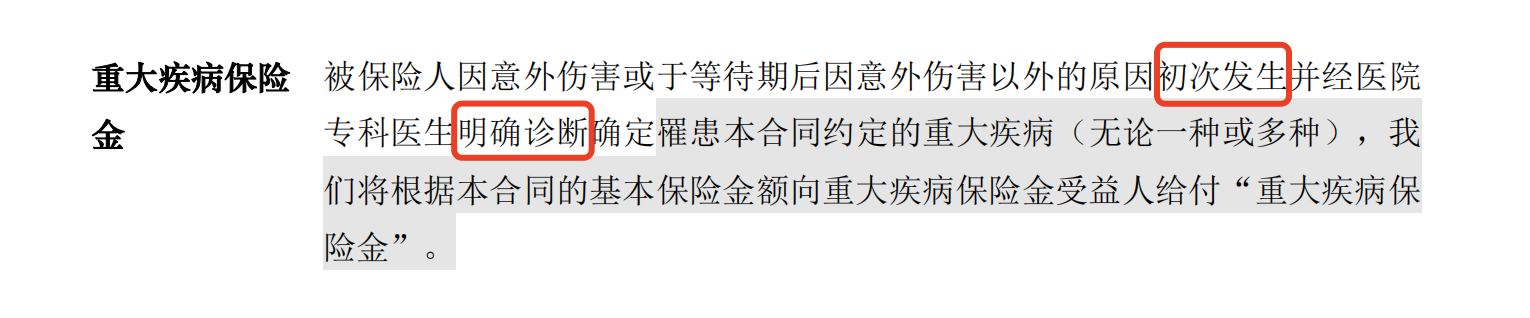 重大疾病保险 被保险人因意外伤害或于等待期后因意外伤害以外的原因初次发生并经医院
金 专科医生明确诊断确定罹患本合同约定的重大疾病（无论一种或多种），我
们将根据本合同的基本保险金额向重大疾病保险金受益人给付“重大疾病保
险金”。